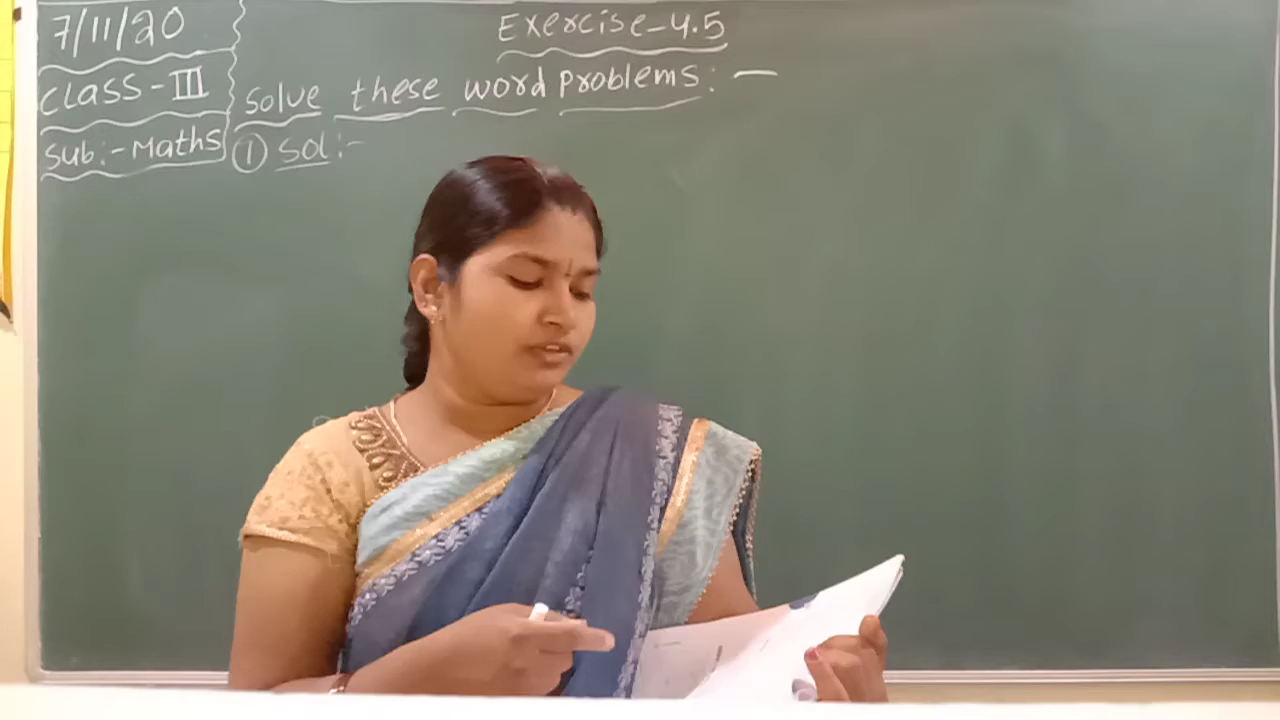 7/11/20
Class-III
Sub:-Maths
Exercise-4.5
Solve these word problems:-
① Sol:-